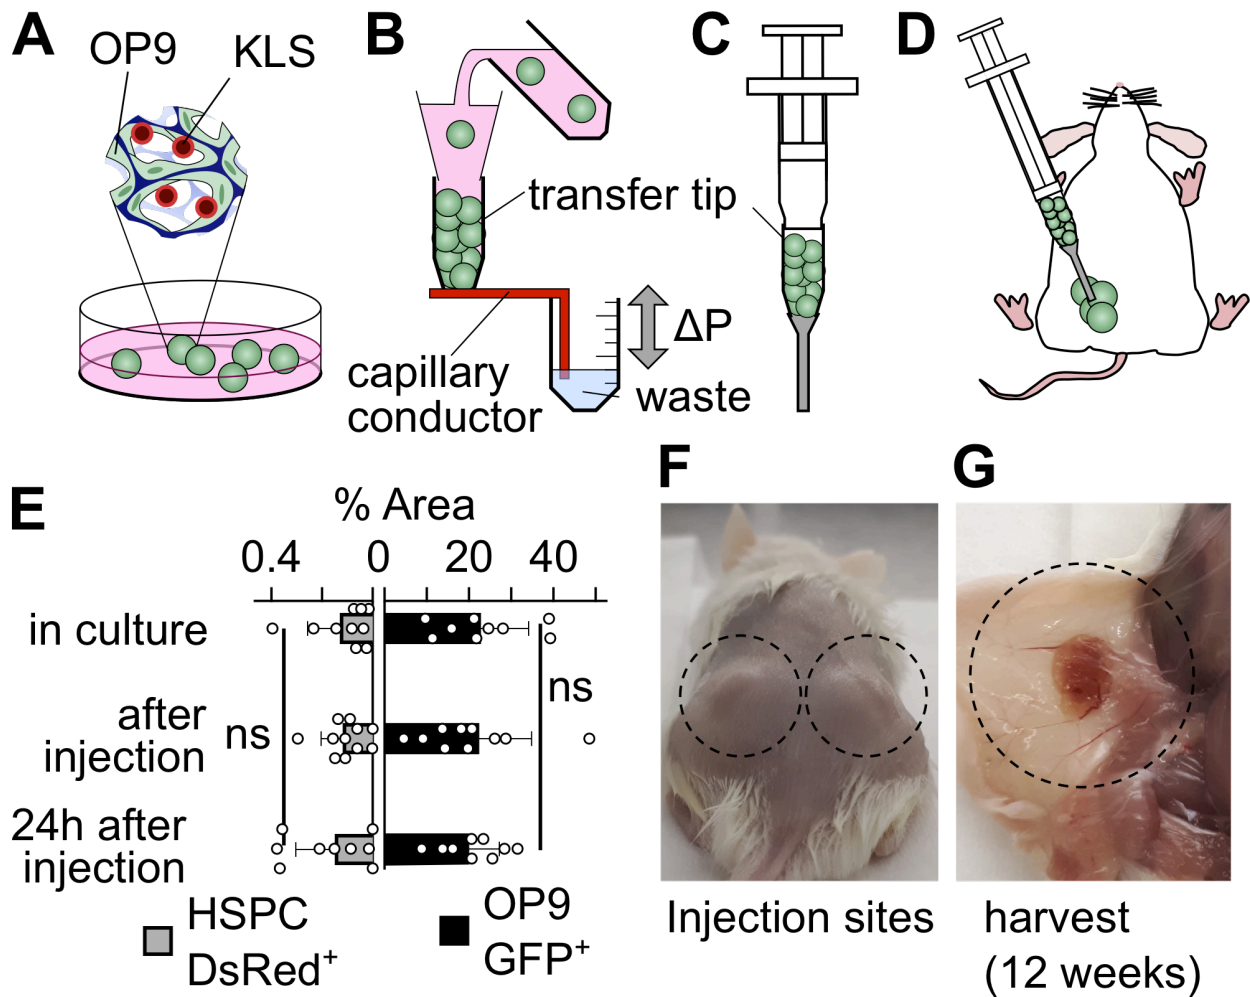 A
OP9
KLS
B
transfer tip
ΔP
capillary
conductor
waste
C
D
E
% Area
0.4
0
20
40
in culture
after
injection
24h after
injection
ns
ns
HSPC
DsRed+
OP9
GFP+
F
Injection sites
G
harvest
(12 weeks)